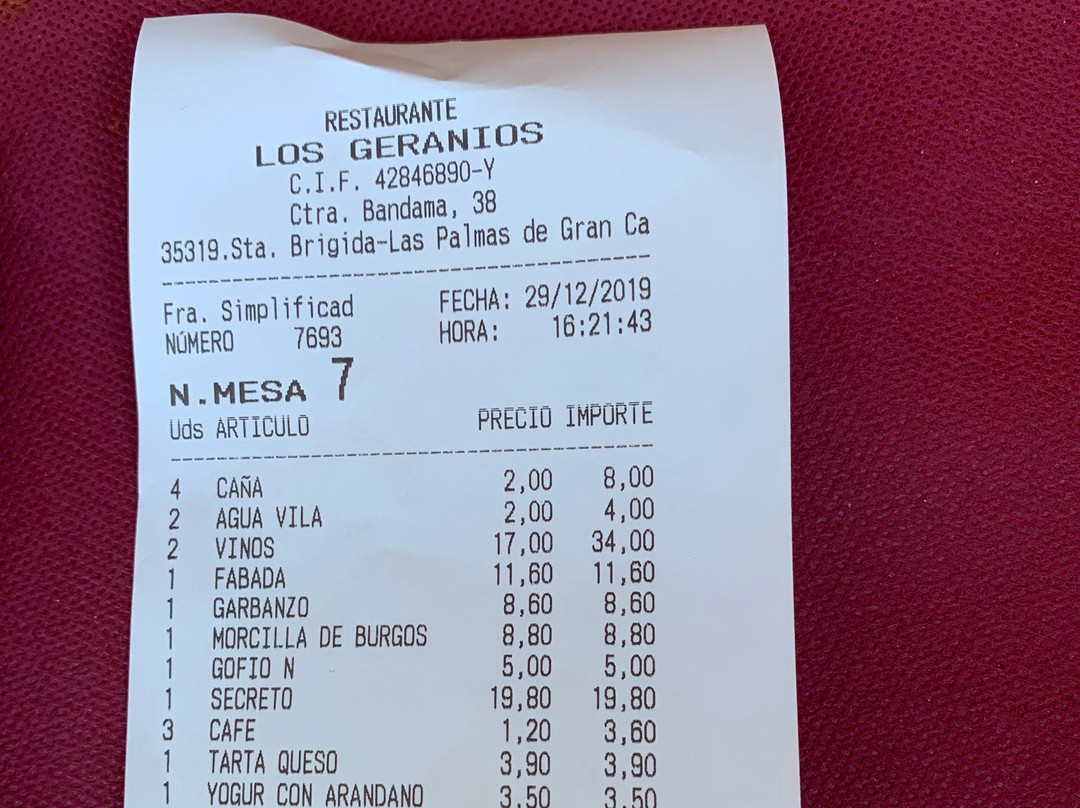 RESTAURANTE
LOS GERANIOS
C.I.F. 42846890-Y
Ctra. Bandama, 38
35319.Sta. Brigida-Las Palmas de Gran Ca
Fra. Simplificad FECHA: 29/12/2019
NÚMERO 7693 HORA: 16:21:43
N.MESA 7
Uds ARTICULO PRECIO IMPORTE
4 CAÑA 2,00 8,00
2 AGUA VILA 2,00 4,00
2 VINOS 17,00 34,00
1 FABADA 11,60 11,60
1 GARBANZO 8,60 8,60
1 MORCILLA DE BURGOS 8,80 8,80
1 GOFIO N 5,00 5,00
1 SECRETO 19,80 19,80
3 CAFE 1,20 3,60
1 TARTA QUESO 3,90 3,90
1 YOGUR CON ARANDANO 3,50 3,50